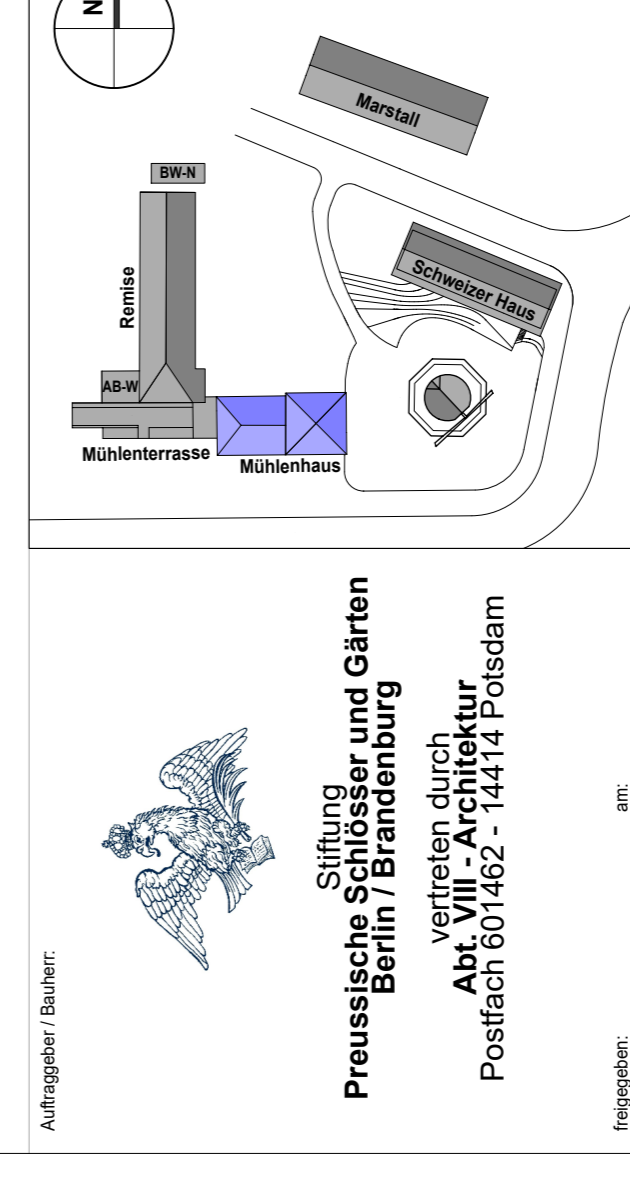 N
Marstall
BW-N
Remise
Schweizer Haus
AB-W
Mühlenterrasse
Mühlenhaus
Auftraggeber / Bauherr:
Stiftung
Preussische Schlösser und Gärten
Berlin / Brandenburg
vertreten durch
Abt. VIII - Architektur
Postfach 601462 - 14414 Potsdam
freigegeben: am: